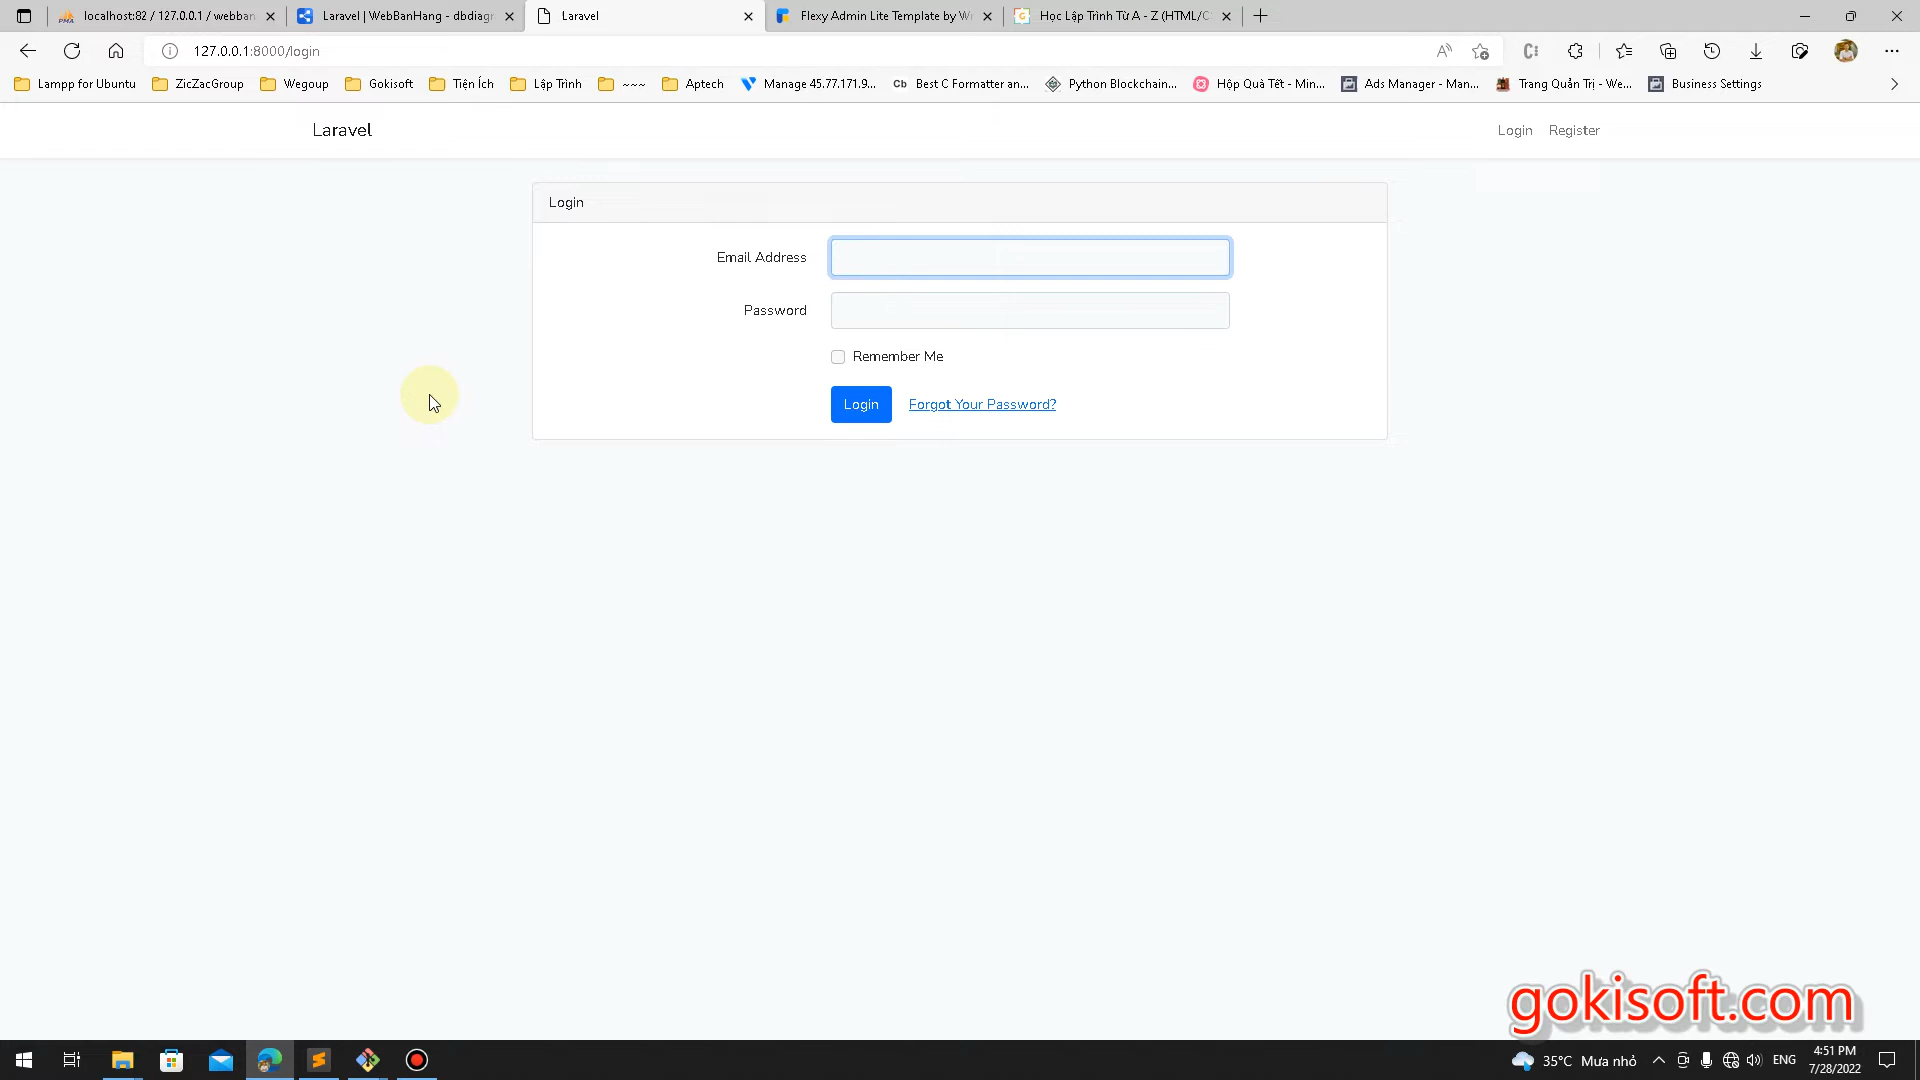 localhost:82 / 127.0.0.1 / webban
Laravel | WebBanHang - dbdiagr
Laravel
Flexy Admin Lite Template by W
Học Lập Trình Từ A - Z (HTML/C
127.0.0.1:8000/login
Lampp for Ubuntu
ZicZacGroup
Wegoup
Gokisoft
Tiện Ích
Lập Trình
~~~
Aptech
Manage 45.77.171.9...
Cb Best C Formatter an...
Python Blockchain...
Hộp Quà Tết - Min...
Ads Manager - Man...
Trang Quản Trị - We...
Business Settings
Laravel
Login
Register
Login
Email Address
Password
Remember Me
Login
Forgot Your Password?
gokisoft.com
35°C Mưa nhỏ
ENG
4:51 PM
7/28/2022